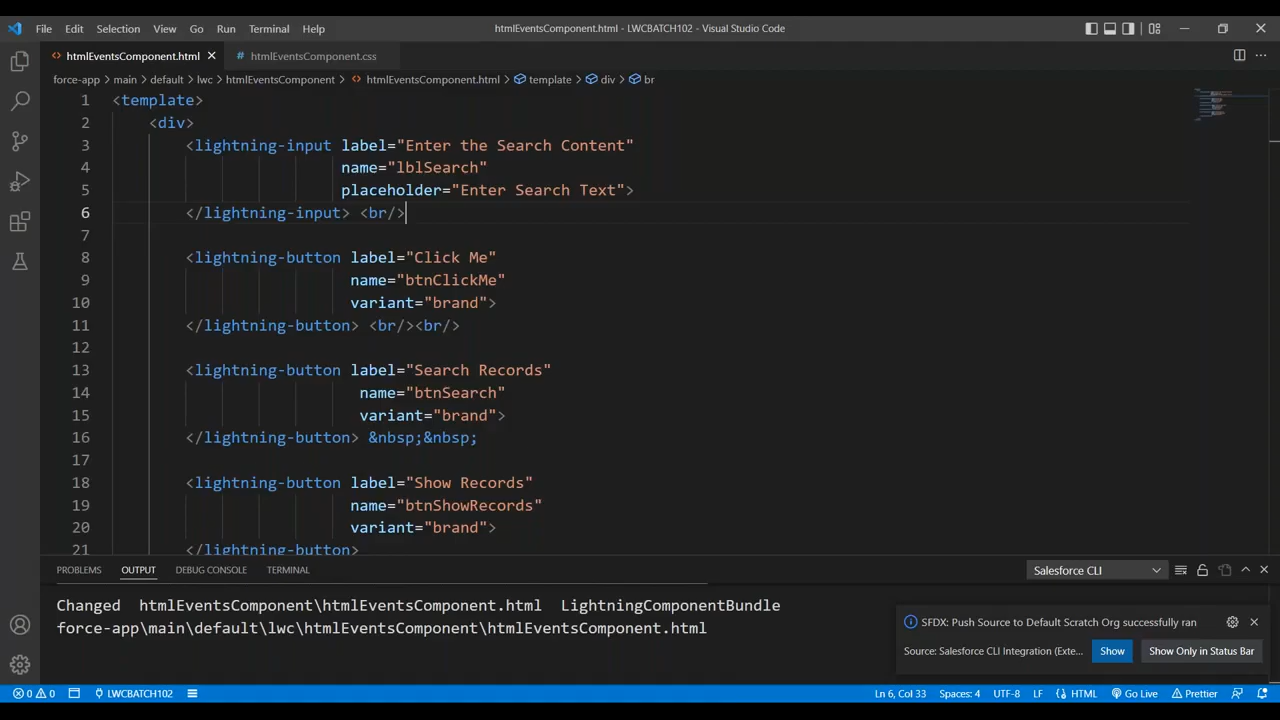 File Edit Selection View Go Run Terminal Help htmlEventsComponent.html - LWCBATCH102 - Visual Studio Code
htmlEventsComponent.html htmlEventsComponent.css
force-app > main > default > lwc > htmlEventsComponent > htmlEventsComponent.html > template > div > br
1 <template>
2 <div>
3 <lightning-input label="Enter the Search Content"
4 name="lblSearch"
5 placeholder="Enter Search Text">
6 </lightning-input> <br/>
7
8 <lightning-button label="Click Me"
9 name="btnClickMe"
10 variant="brand">
11 </lightning-button> <br/><br/>
12
13 <lightning-button label="Search Records"
14 name="btnSearch"
15 variant="brand">
16 </lightning-button> &nbsp;&nbsp;
17
18 <lightning-button label="Show Records"
19 name="btnShowRecords"
20 variant="brand">
21 </lightning-button>
PROBLEMS OUTPUT DEBUG CONSOLE TERMINAL Salesforce CLI
Changed htmlEventsComponent\htmlEventsComponent.html LightningComponentBundle
force-app\main\default\lwc\htmlEventsComponent\htmlEventsComponent.html
SFDX: Push Source to Default Scratch Org successfully ran
Source: Salesforce CLI Integration (Exte... Show Show Only in Status Bar
0 0 LWCBATCH102 Ln 6, Col 33 Spaces: 4 UTF-8 LF HTML Go Live Prettier